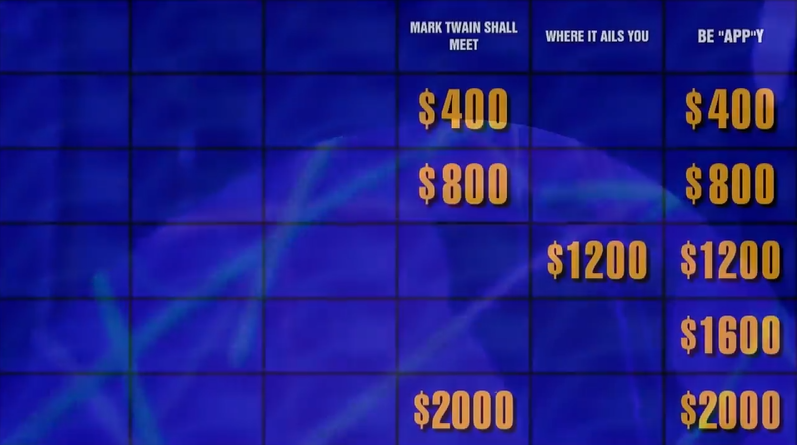 MARK TWAIN SHALL
MEET
WHERE IT AILS YOU
BE "APP"Y
$400
$400
$800
$800
$1200
$1200
$1600
$2000
$2000